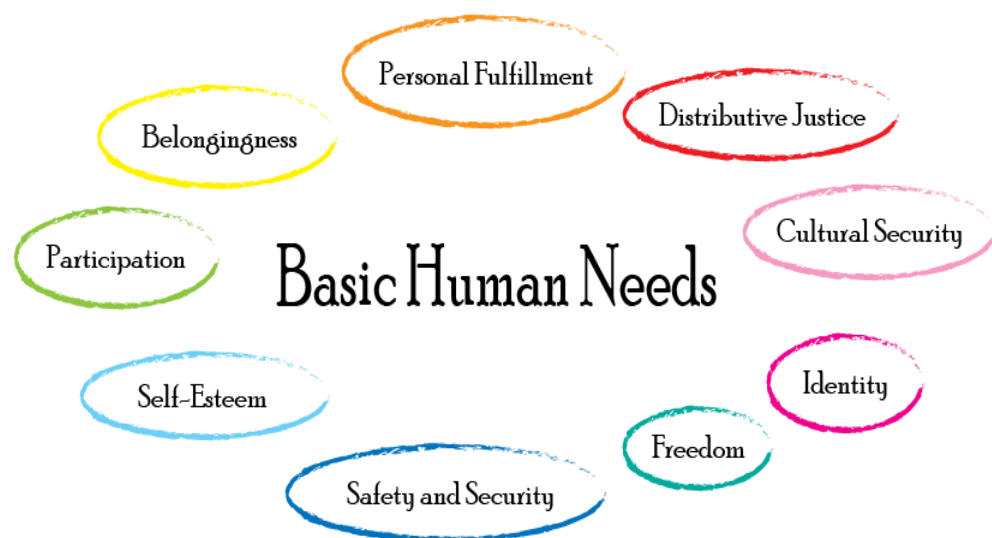 Personal Fulfillment
Distributive Justice
Belongingness
Cultural Security
Participation
Basic Human Needs
Identity
Self-Esteem
Freedom
Safety and Security